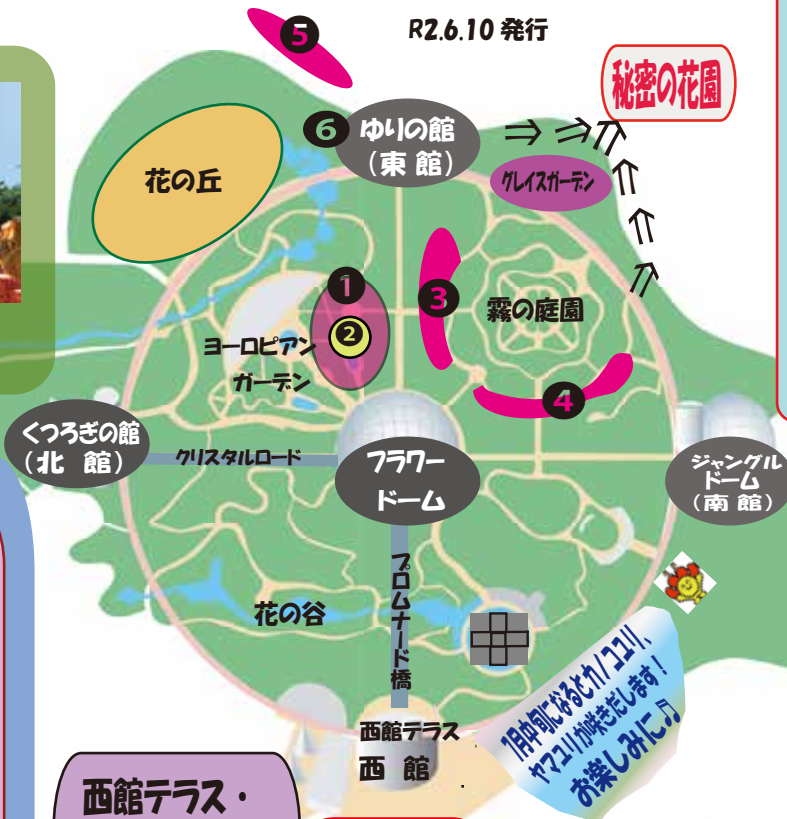 R2.6.10 発行
秘密の花園
❺
❻
ゆりの館
（東 館）
花の丘
グレイスガーデン
❶
❷
❸
霧の庭園
ヨーロピアン
ガーデン
❹
くつろぎの館
（北 館）
クリスタルロード
フラワー
ドーム
ジャングル
ドーム
（南 館）
プロムナード橋
花の谷
7月中旬になるとカノコユリ、
ヤマユリが咲きだします！
お楽しみに♫
西館テラス
西 館
西館テラス・